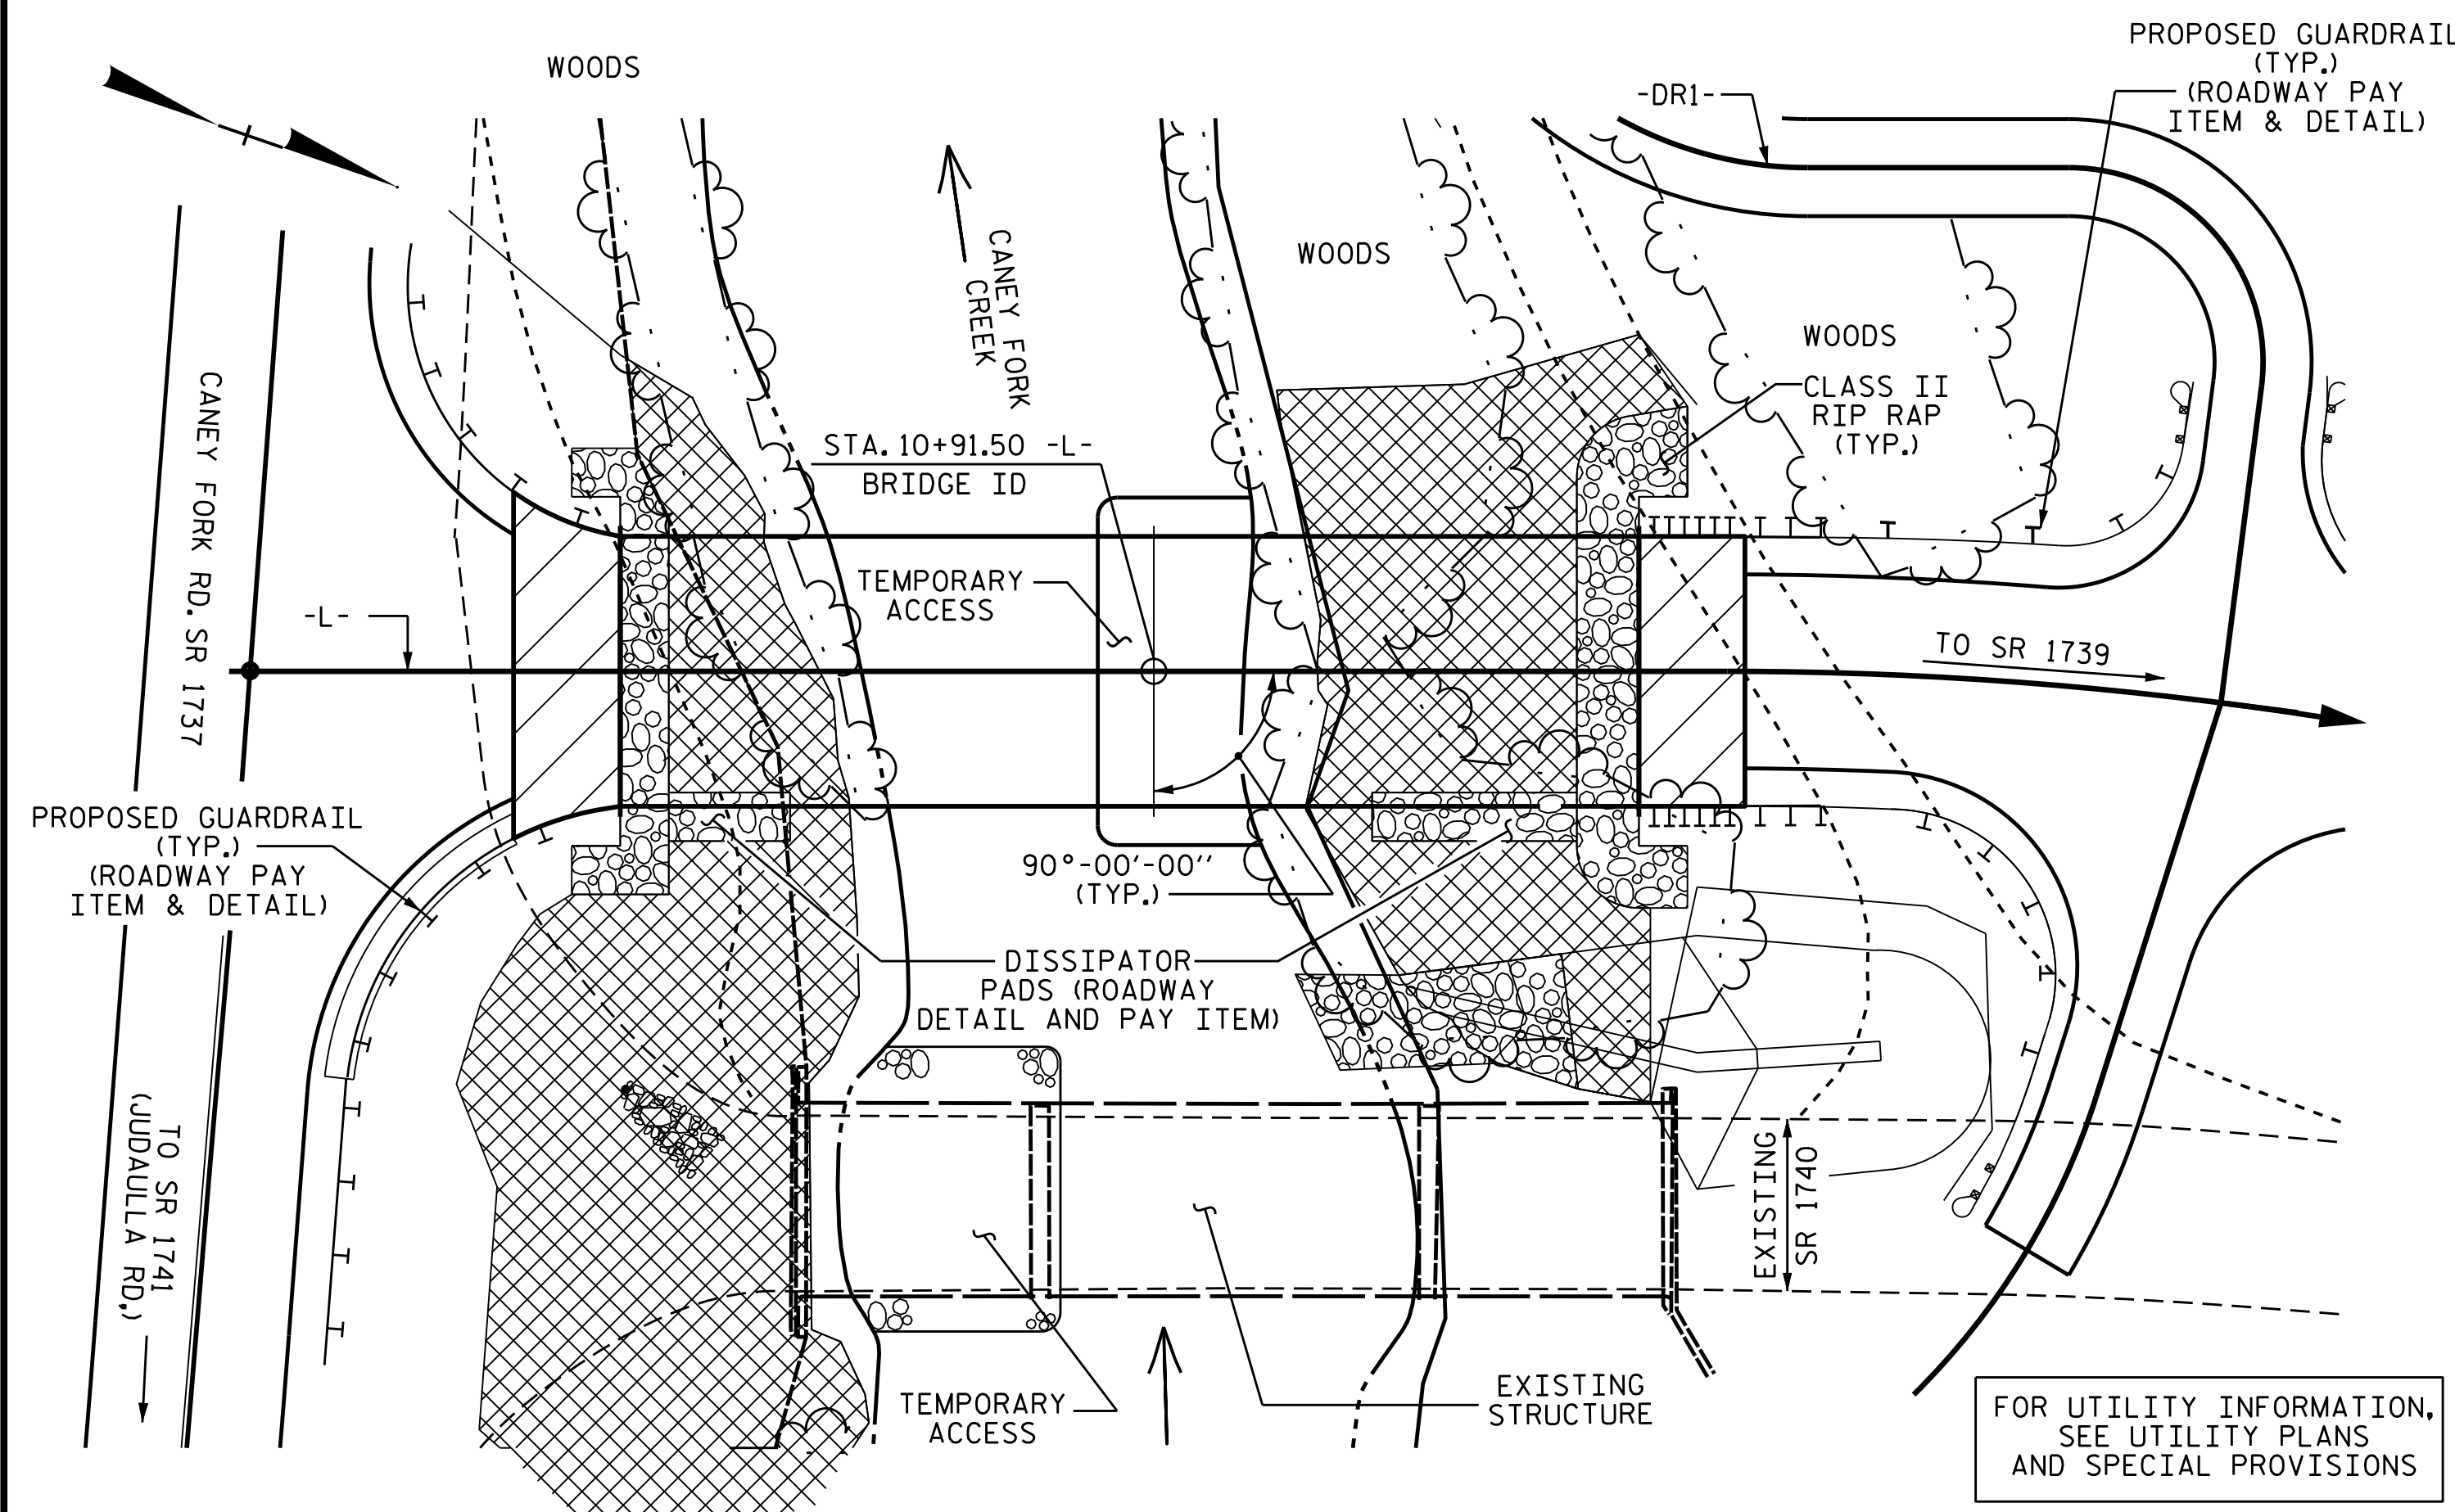 WOODS
PROPOSED GUARDRAIL
(TYP.)
(ROADWAY PAY
ITEM & DETAIL)
-DR1-
CANEY FORK
CREEK
WOODS
WOODS
CLASS II
RIP RAP
(TYP.)
STA. 10+91.50 -L-
BRIDGE ID
CANEY FORK RD. SR 1737
TEMPORARY
ACCESS
-L-
TO SR 1739
PROPOSED GUARDRAIL
(TYP.)
(ROADWAY PAY
ITEM & DETAIL)
90°-00'-00''
(TYP.)
DISSIPATOR
PADS (ROADWAY
DETAIL AND PAY ITEM)
TO SR 1741
(JUDAULLA RD.)
EXISTING
SR 1740
TEMPORARY
ACCESS
EXISTING
STRUCTURE
FOR UTILITY INFORMATION,
SEE UTILITY PLANS
AND SPECIAL PROVISIONS